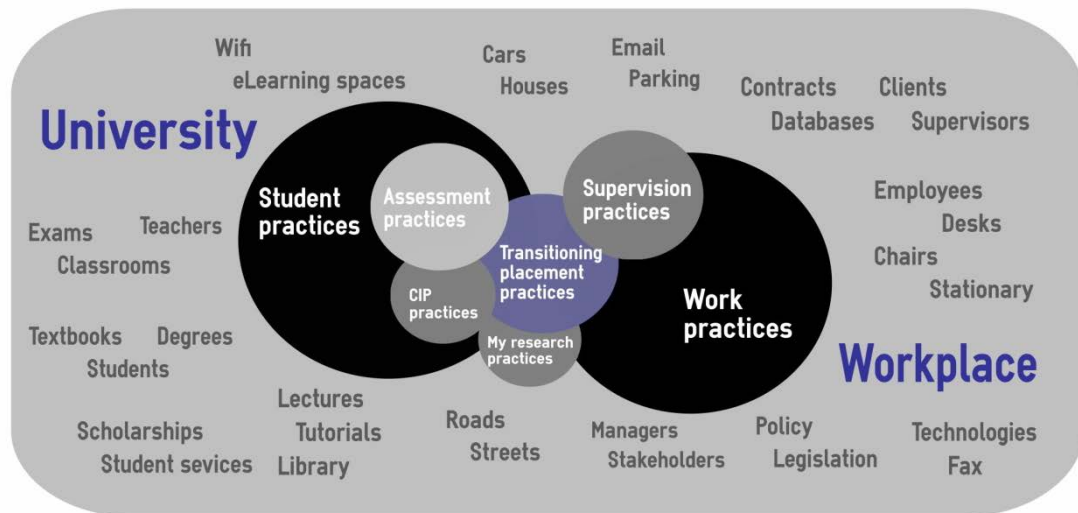 Wifi
eLearning spaces
Cars
Houses
Email
Parking
Contracts
Databases
Clients
Supervisors
University
Student
practices
Assessment
practices
Supervision
practices
Employees
Desks
Chairs
Stationary
Exams
Teachers
Classrooms
Transitioning
placement
practices
CIP
practices
My research
practices
Work
practices
Textbooks
Degrees
Students
Workplace
Lectures
Tutorials
Library
Scholarships
Student sevices
Roads
Streets
Managers
Stakeholders
Policy
Legislation
Technologies
Fax